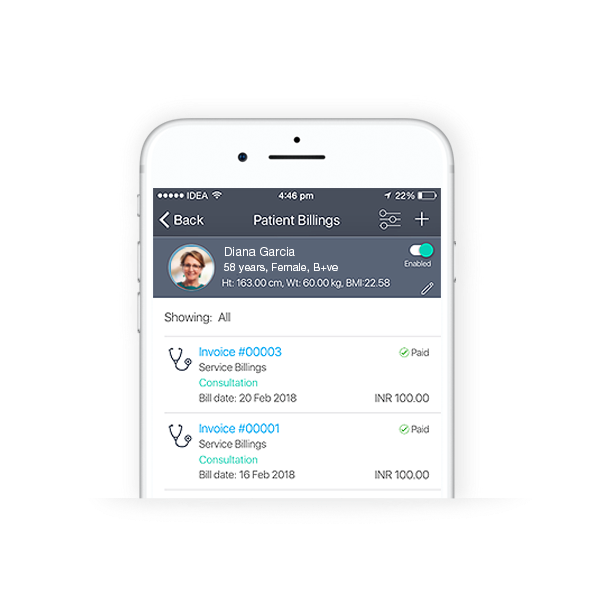 IDEA 4:46 pm 22%
Back Patient Billings
Diana Garcia
58 years, Female, B+ve
Enabled
Ht: 163.00 cm, Wt: 60.00 kg, BMI:22.58
Showing: All
Invoice #00003 Paid
Service Billings
Consultation
Bill date: 20 Feb 2018 INR 100.00
Invoice #00001 Paid
Service Billings
Consultation
Bill date: 16 Feb 2018 INR 100.00